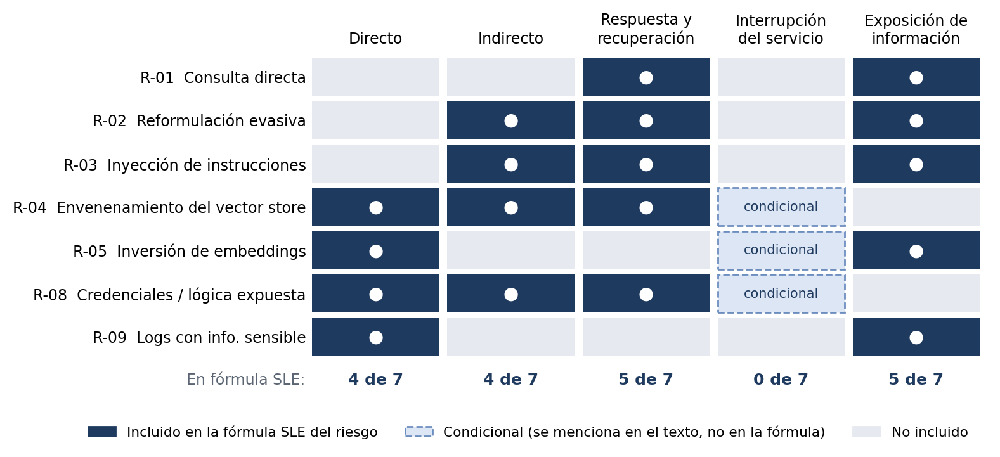 Directo
Indirecto
Respuesta y
recuperación
Interrupción
del servicio
Exposición de
información
R-01 Consulta directa
R-02 Reformulación evasiva
R-03 Inyección de instrucciones
R-04 Envenenamiento del vector store
condicional
R-05 Inversión de embeddings
condicional
R-08 Credenciales / lógica expuesta
condicional
R-09 Logs con info. sensible
En fórmula SLE: 4 de 7 4 de 7 5 de 7 0 de 7 5 de 7
Incluido en la fórmula SLE del riesgo
Condicional (se menciona en el texto, no en la fórmula)
No incluido